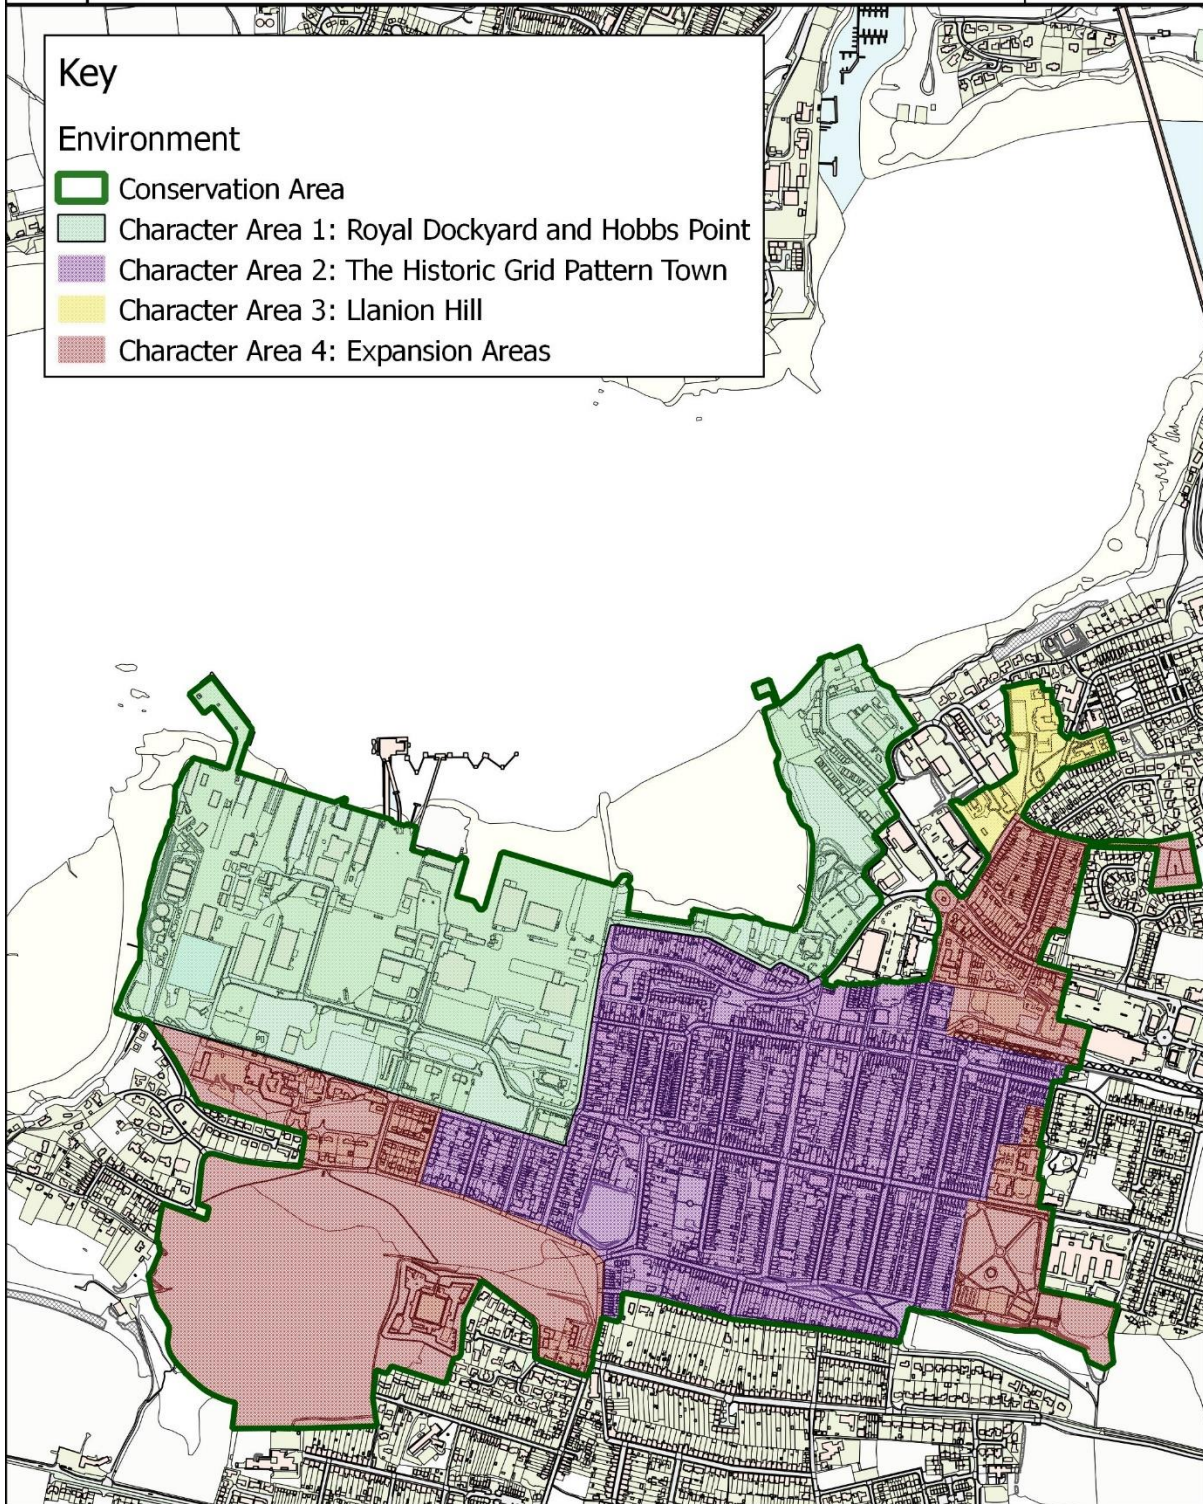 Key
Environment
Conservation Area
Character Area 1: Royal Dockyard and Hobbs Point
Character Area 2: The Historic Grid Pattern Town
Character Area 3: Llanion Hill
Character Area 4: Expansion Areas